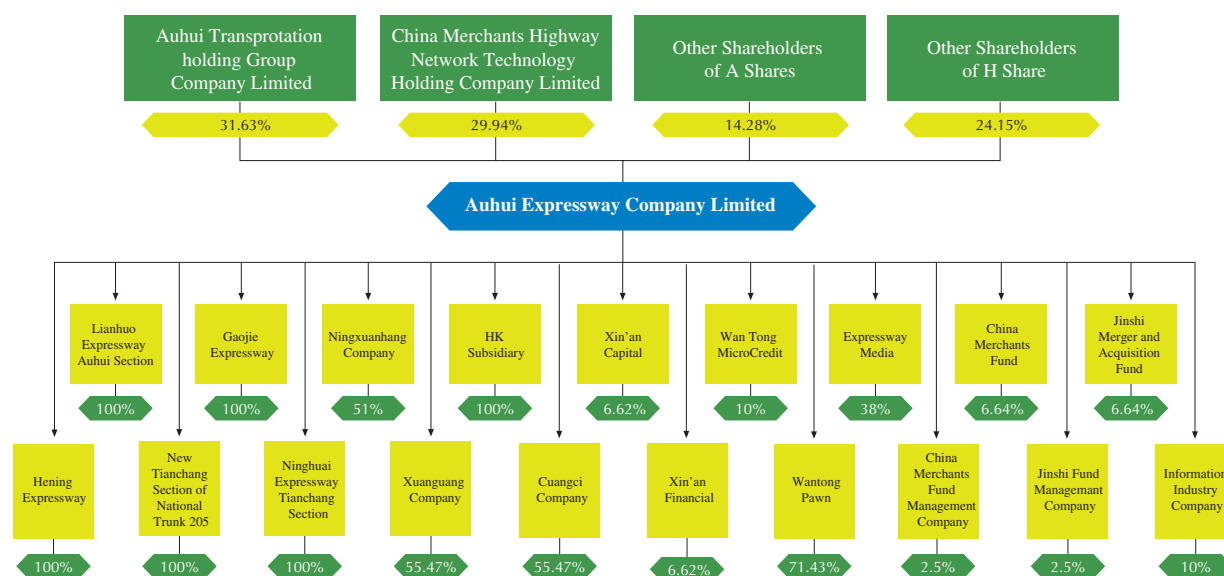 Auhui Transprotation
holding Group
Company Limited
31.63%
China Merchants Highway
Network Technology
Holding Company Limited
29.94%
Other Shareholders
of A Shares
14.28%
Other Shareholders
of H Share
24.15%
Auhui Expressway Company Limited
Lianhuo
Expressway
Auhui Section
100%
Gaojie
Expressway
100%
Ningxuanhang
Company
51%
HK
Subsidiary
100%
Xin'an
Capital
6.62%
Wan Tong
MicroCredit
10%
Expressway
Media
38%
China
Merchants
Fund
6.64%
Jinshi
Merger and
Acquisition
Fund
6.64%
Hening
Expressway
100%
New
Tianchang
Section of
National
Trunk 205
100%
Ninghuai
Expressway
Tianchang
Section
100%
Xuanguang
Company
55.47%
Cuangci
Company
55.47%
Xin'an
Financial
6.62%
Wantong
Pawn
71.43%
China
Merchants
Fund
Management
Company
2.5%
Jinshi Fund
Managemant
Company
2.5%
Information
Industry
Company
10%